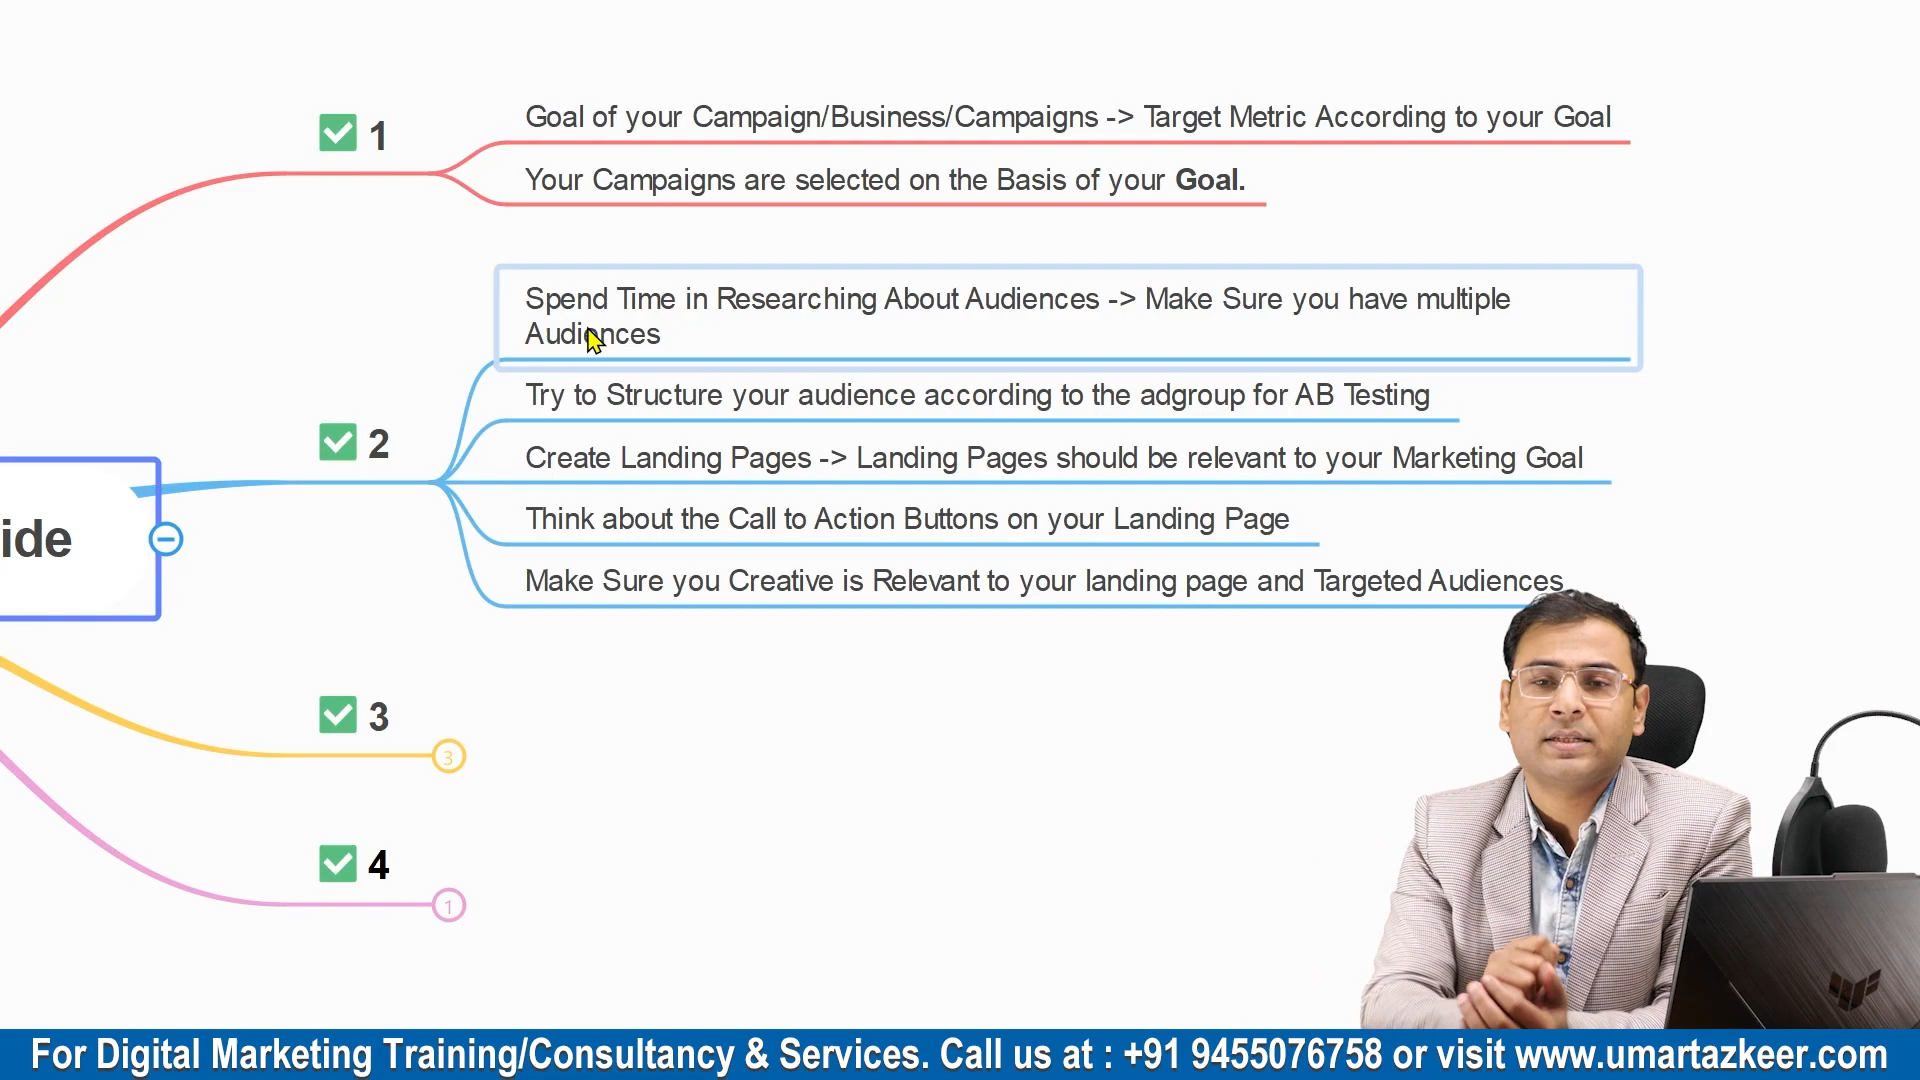 1
Goal of your Campaign/Business/Campaigns -> Target Metric According to your Goal
Your Campaigns are selected on the Basis of your Goal.
2
Spend Time in Researching About Audiences -> Make Sure you have multiple
Audiences
Try to Structure your audience according to the adgroup for AB Testing
Create Landing Pages -> Landing Pages should be relevant to your Marketing Goal
Think about the Call to Action Buttons on your Landing Page
Make Sure you Creative is Relevant to your landing page and Targeted Audiences
ide
3
3
4
1
For Digital Marketing Training/Consultancy & Services. Call us at : +91 9455076758 or visit www.umartazkeer.com